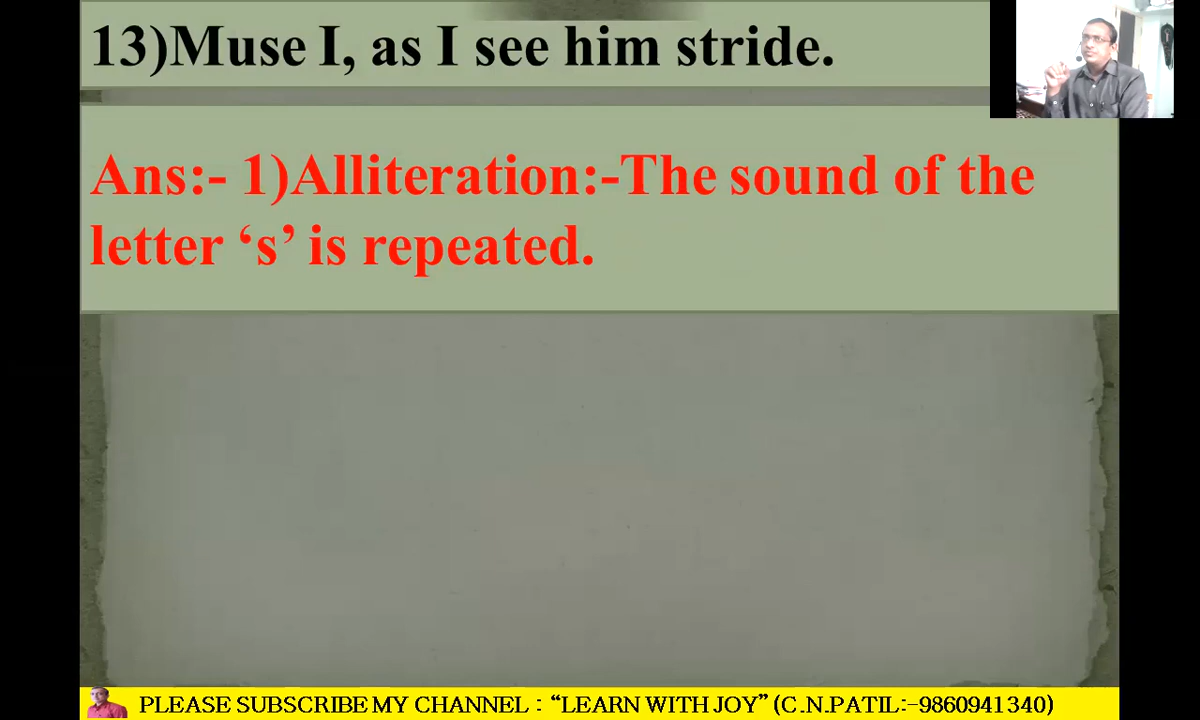 13)Muse I, as I see him stride.
Ans:- 1)Alliteration:-The sound of the
letter ‘s’ is repeated.
PLEASE SUBSCRIBE MY CHANNEL : “LEARN WITH JOY” (C.N.PATIL:-9860941340)